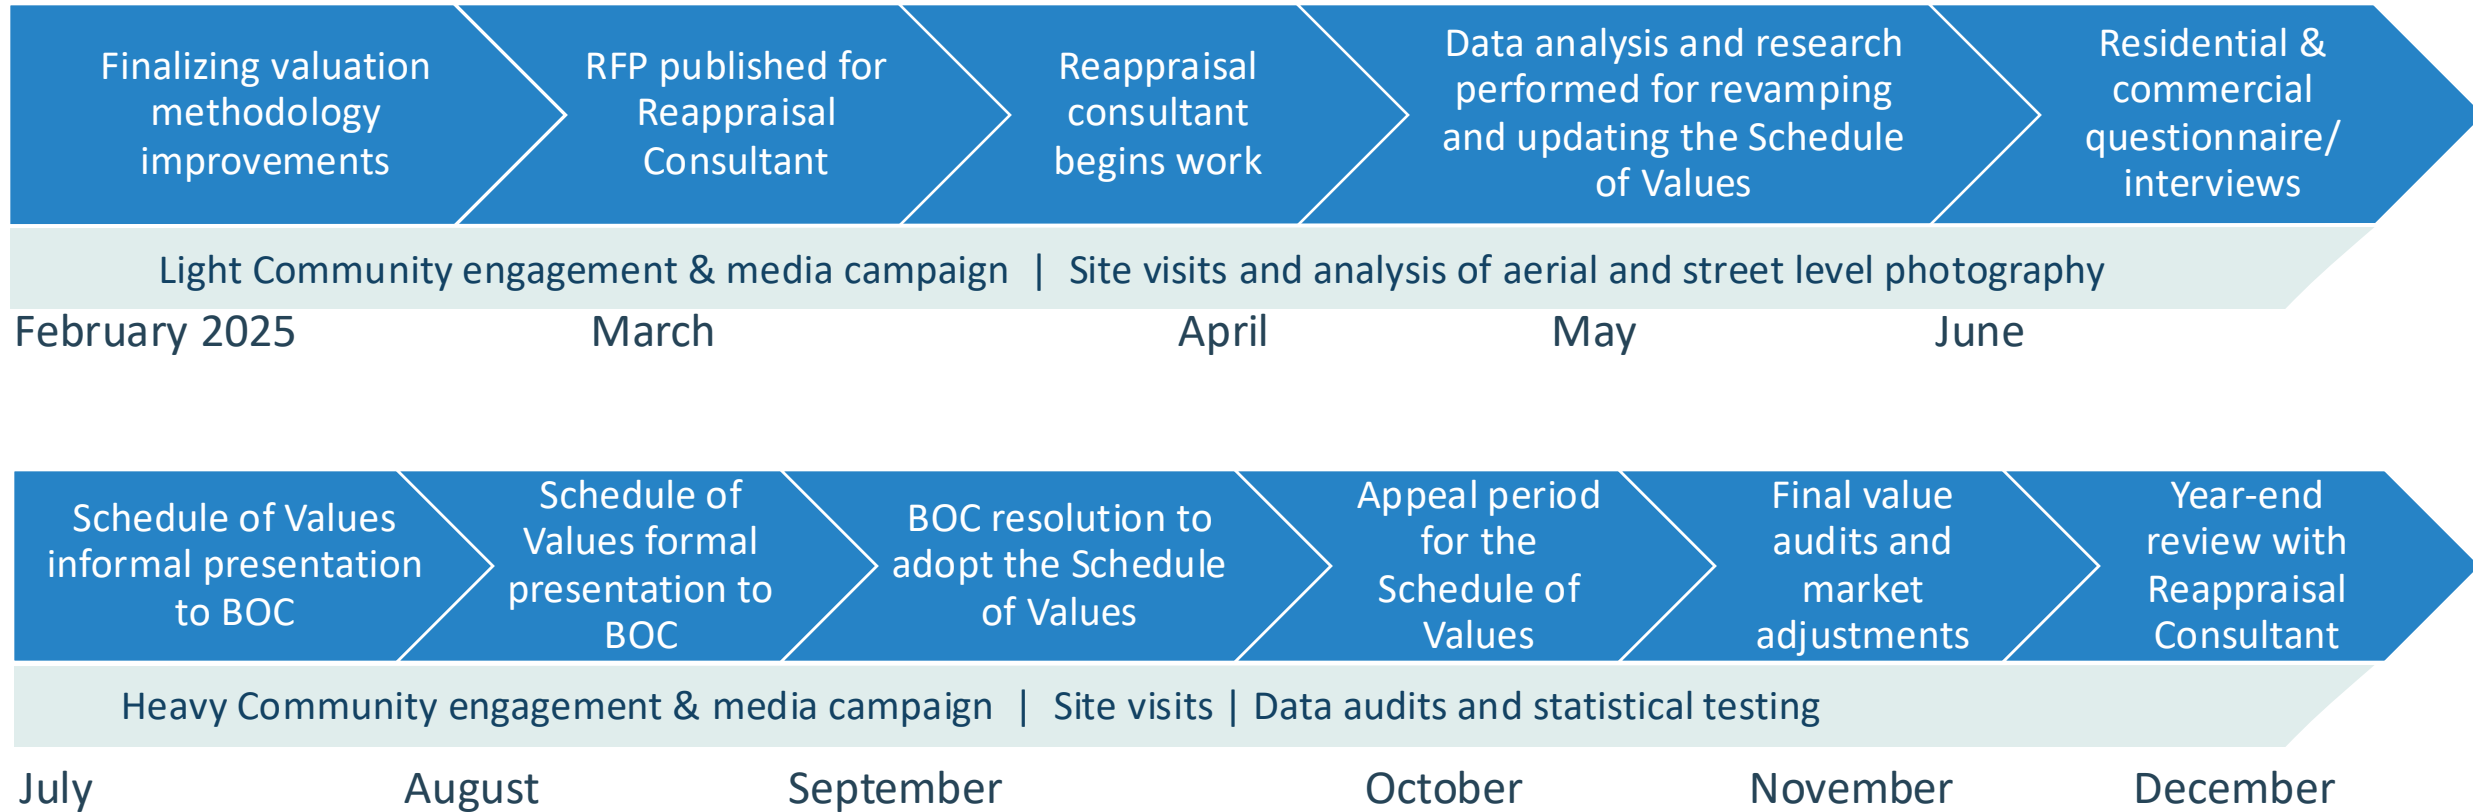 Finalizing valuation
methodology
improvements
RFP published for
Reappraisal
Consultant
Reappraisal
consultant
begins work
Data analysis and research
performed for revamping
and updating the Schedule
of Values
Residential &
commercial
questionnaire/
interviews
Light Community engagement & media campaign | Site visits and analysis of aerial and street level photography
February 2025
March
April
May
June
Schedule of Values
informal presentation
to BOC
Schedule of
Values formal
presentation to
BOC
BOC resolution to
adopt the Schedule
of Values
Appeal period
for the
Schedule of
Values
Final value
audits and
market
adjustments
Year-end
review with
Reappraisal
Consultant
Heavy Community engagement & media campaign | Site visits | Data audits and statistical testing
July
August
September
October
November
December